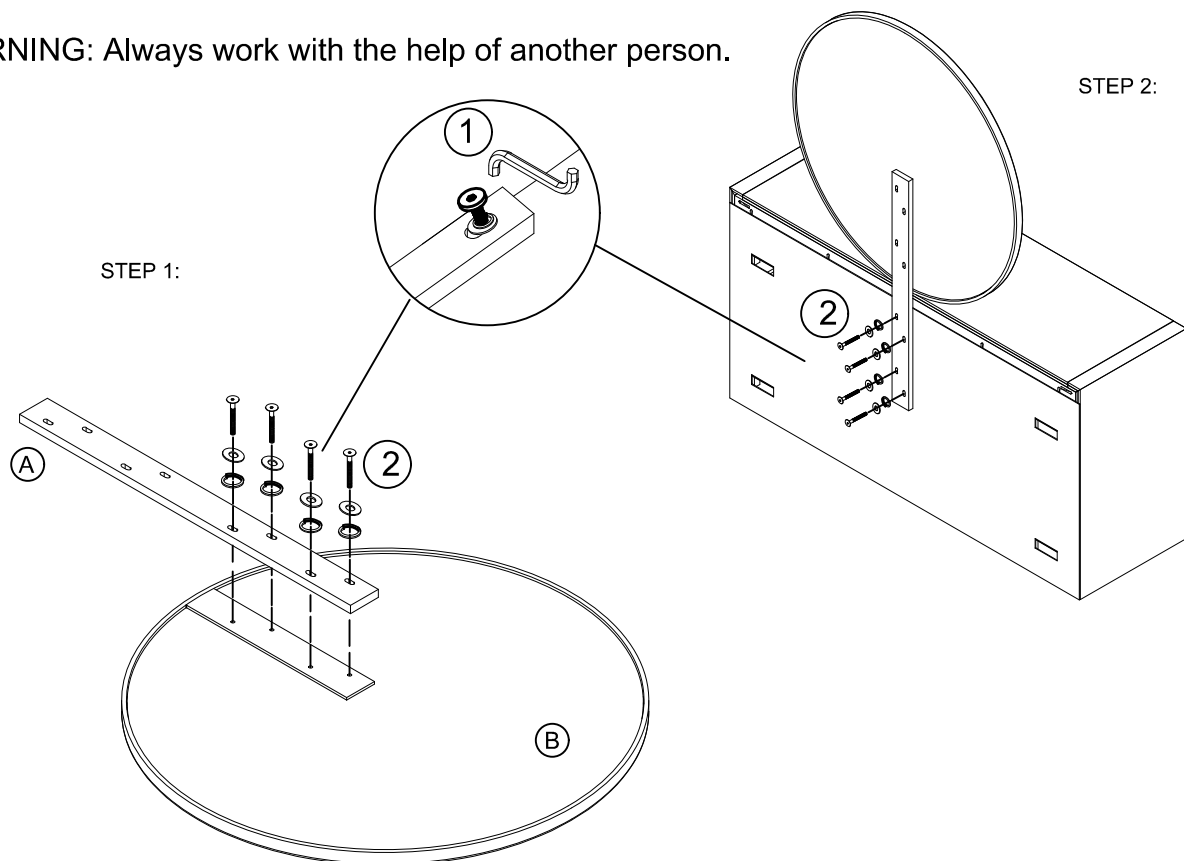 RNING: Always work with the help of another person.
STEP 2:
1
STEP 1:
2
2
A
B